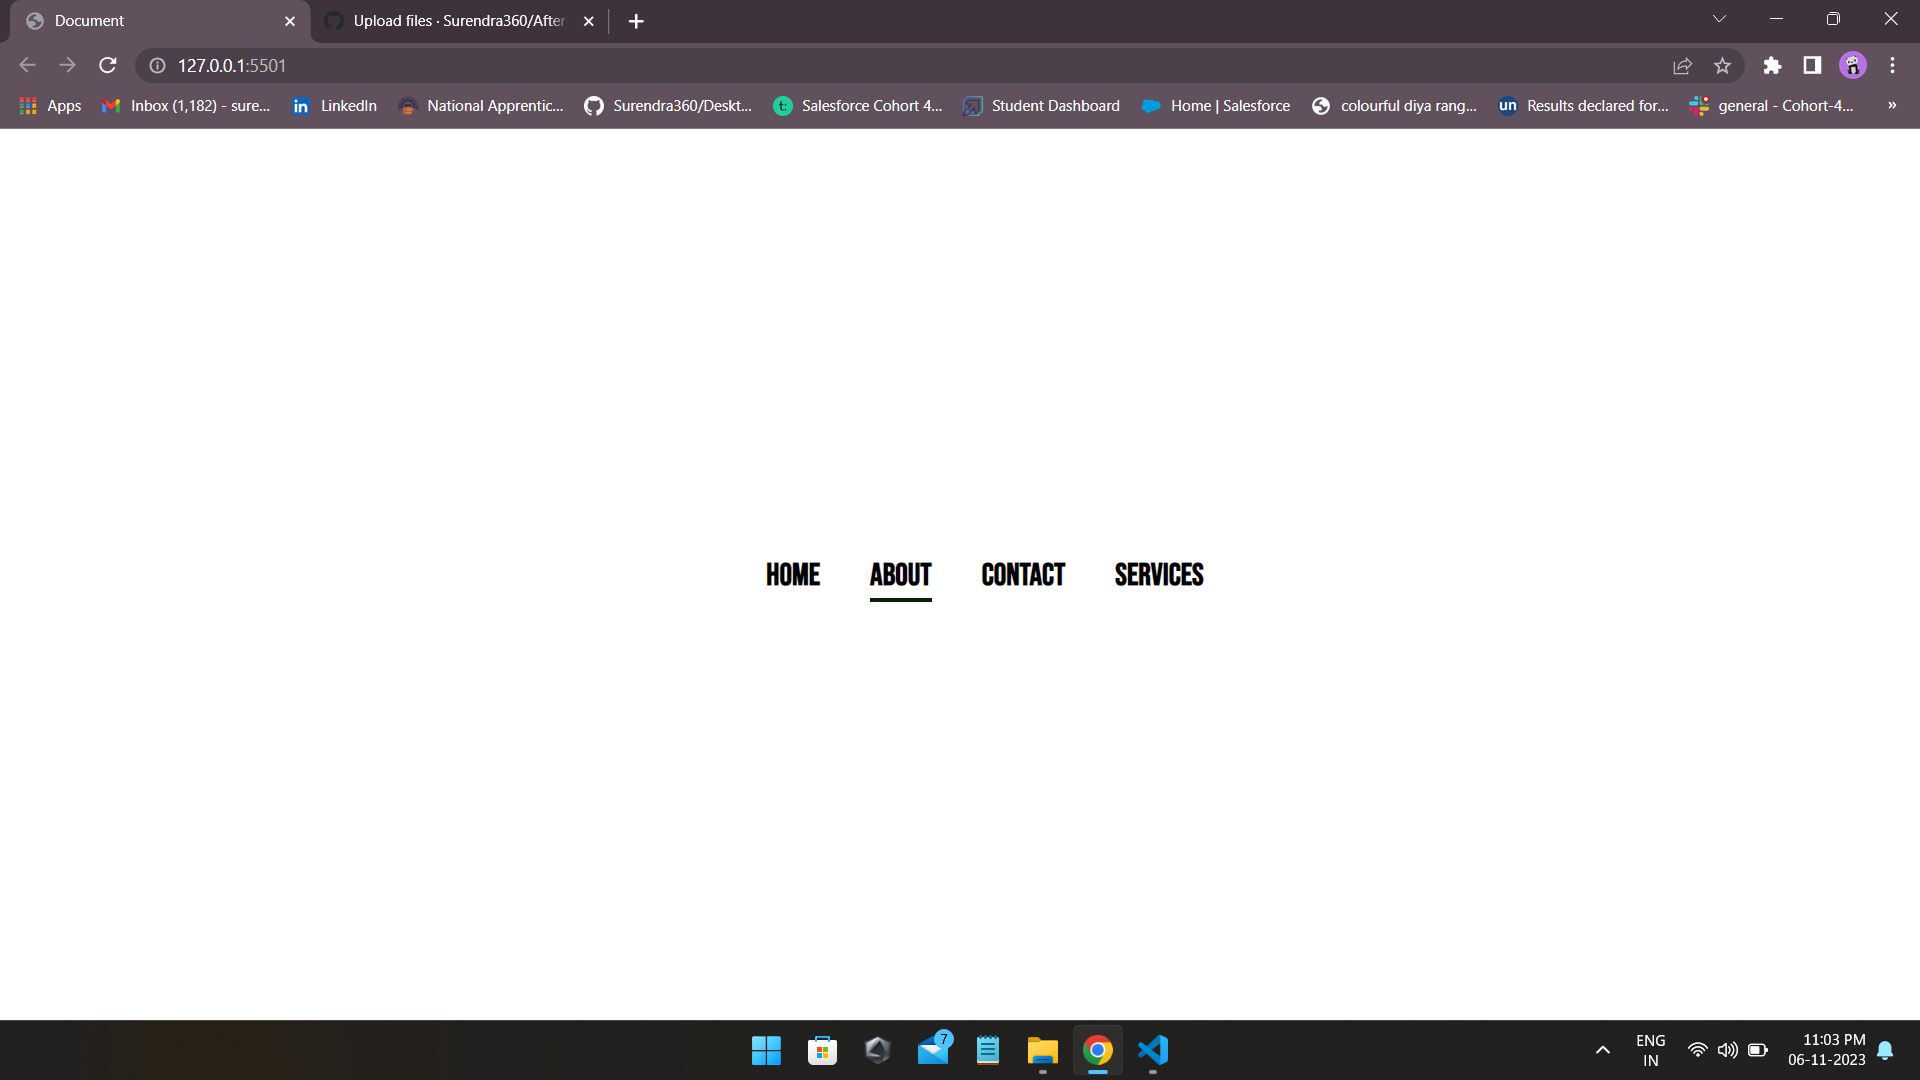 Document
Upload files · Surendra360/After
127.0.0.1:5501
Apps
Inbox (1,182) - sure...
in
LinkedIn
National Apprentic...
Surendra360/Deskt...
t:
Salesforce Cohort 4...
Student Dashboard
Home | Salesforce
colourful diya rang...
un
Results declared for...
general - Cohort-4...
»
HOME ABOUT CONTACT SERVICES
7
ENG
IN
11:03 PM
06-11-2023